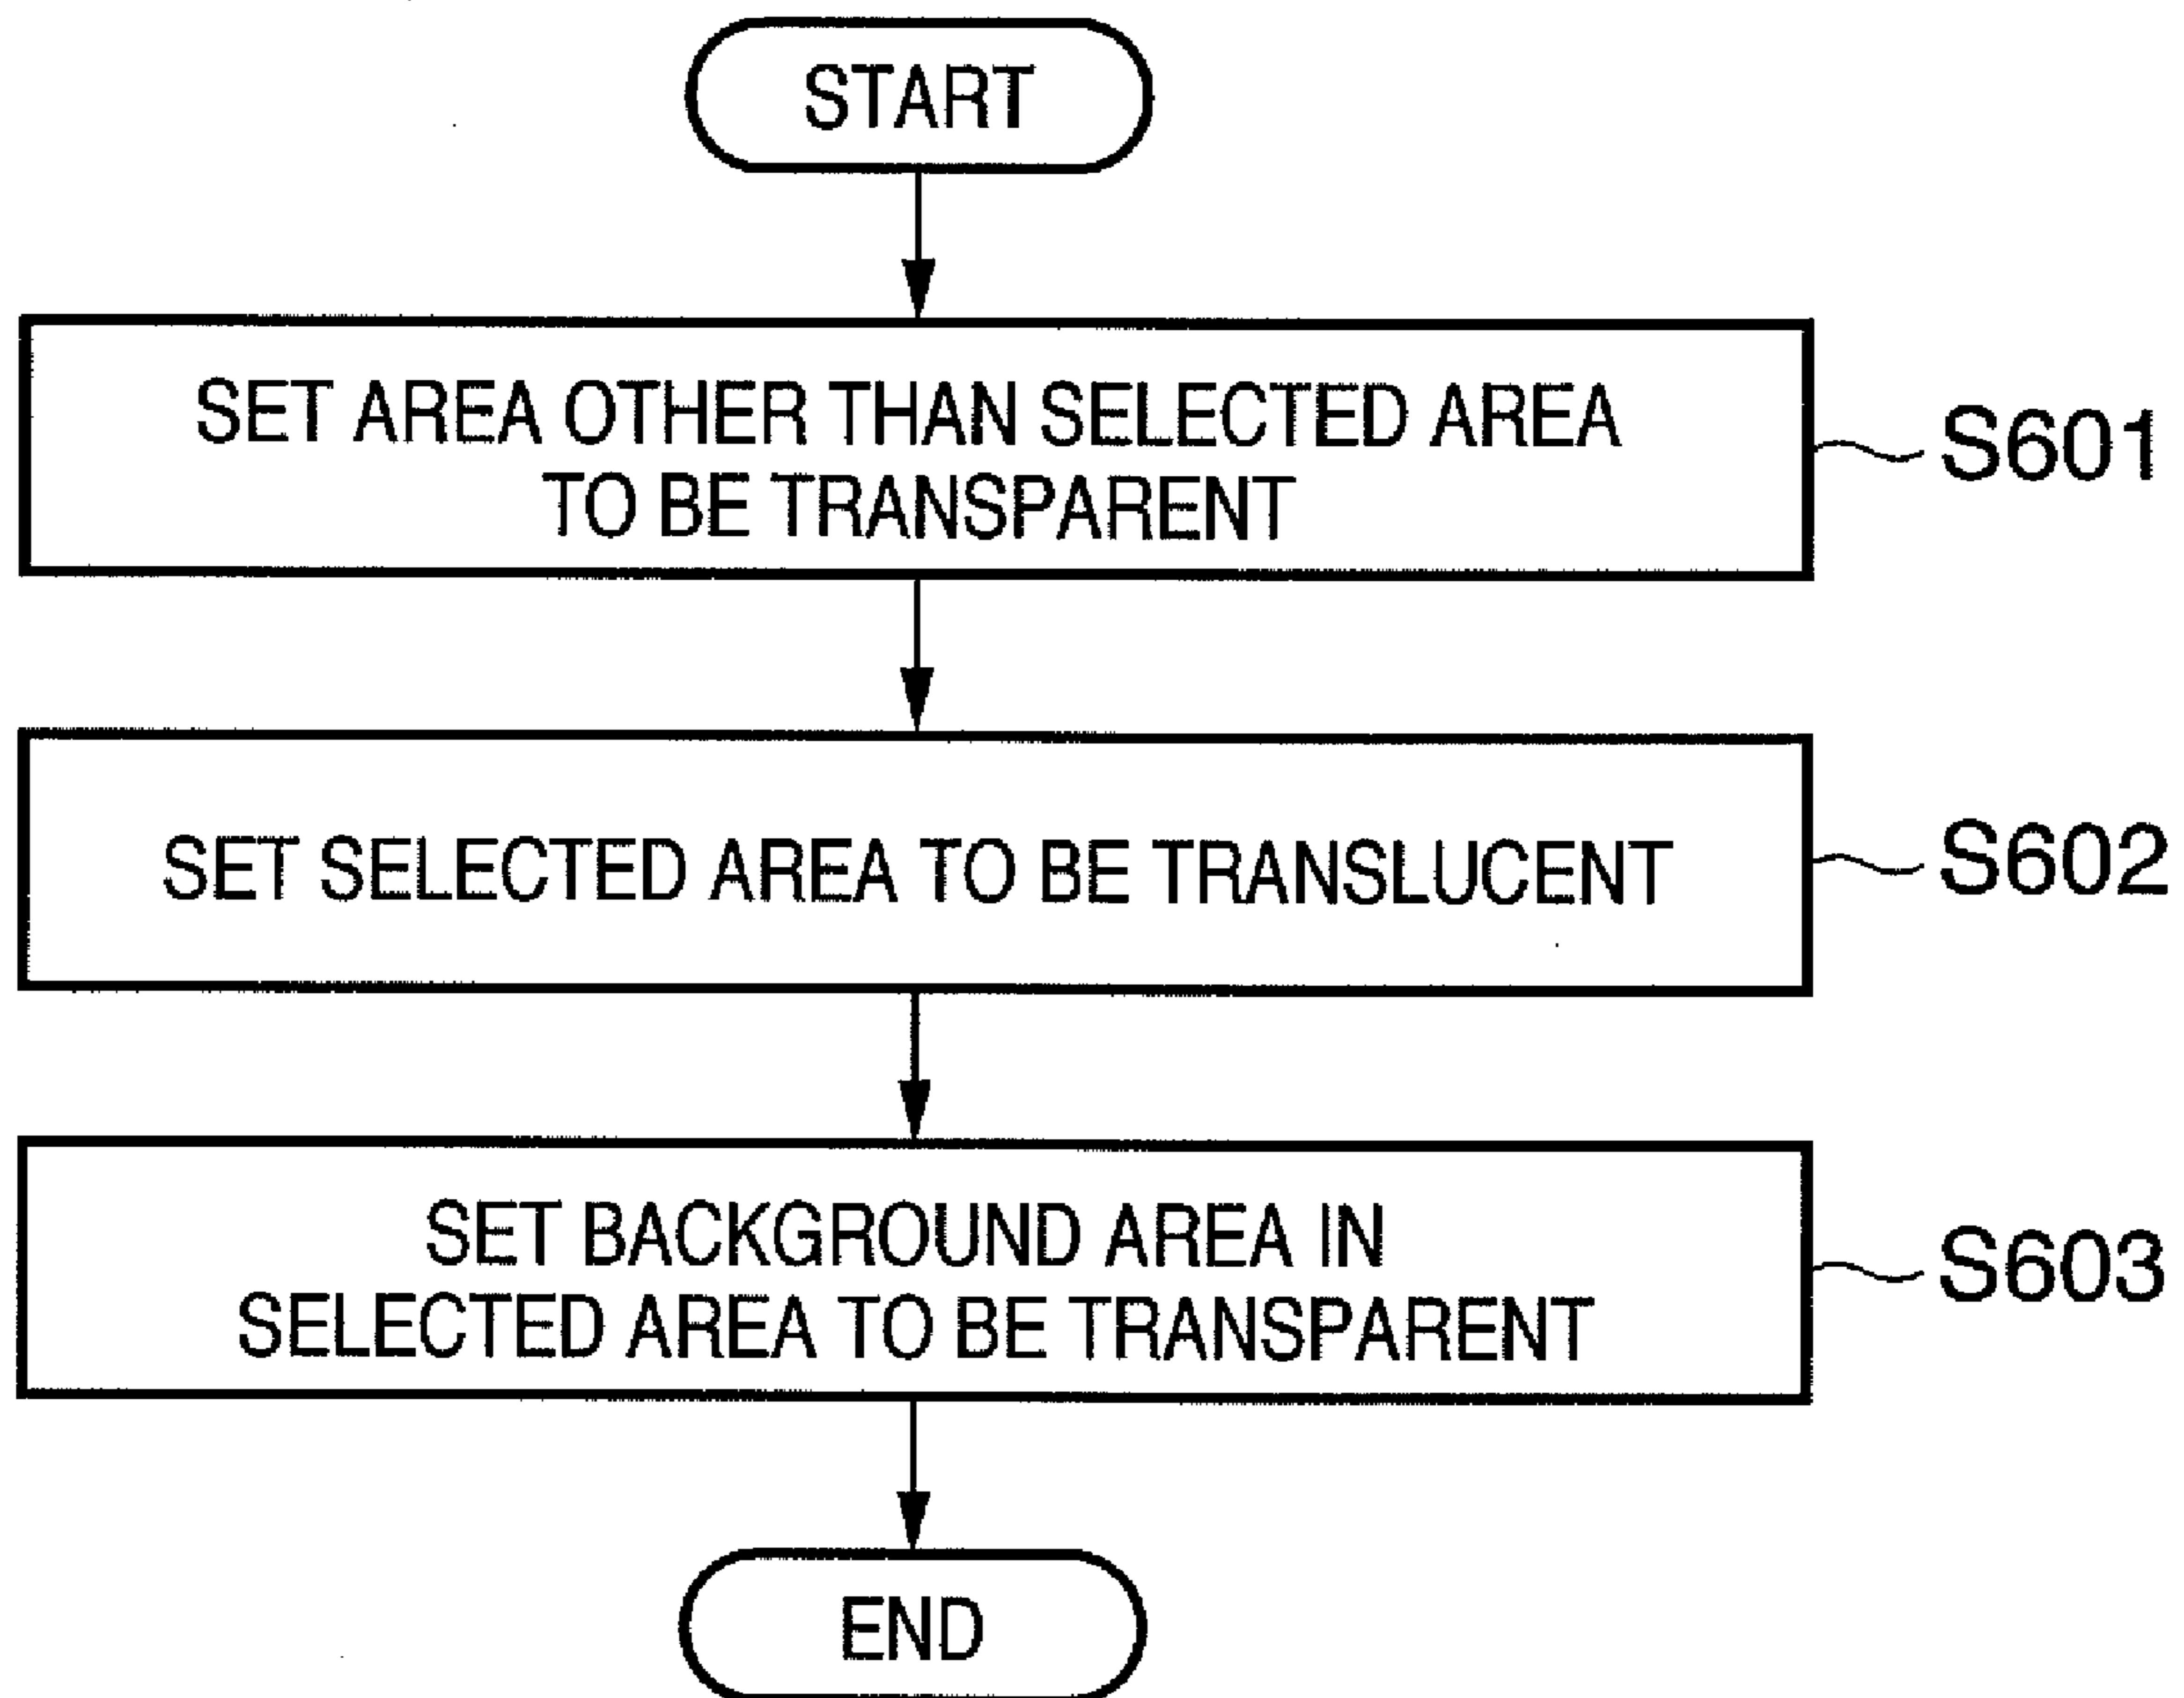 START
SET AREA OTHER THAN SELECTED AREA
TO BE TRANSPARENT
S601
SET SELECTED AREA TO BE TRANSLUCENT
S602
SET BACKGROUND AREA IN
SELECTED AREA TO BE TRANSPARENT
S603
END